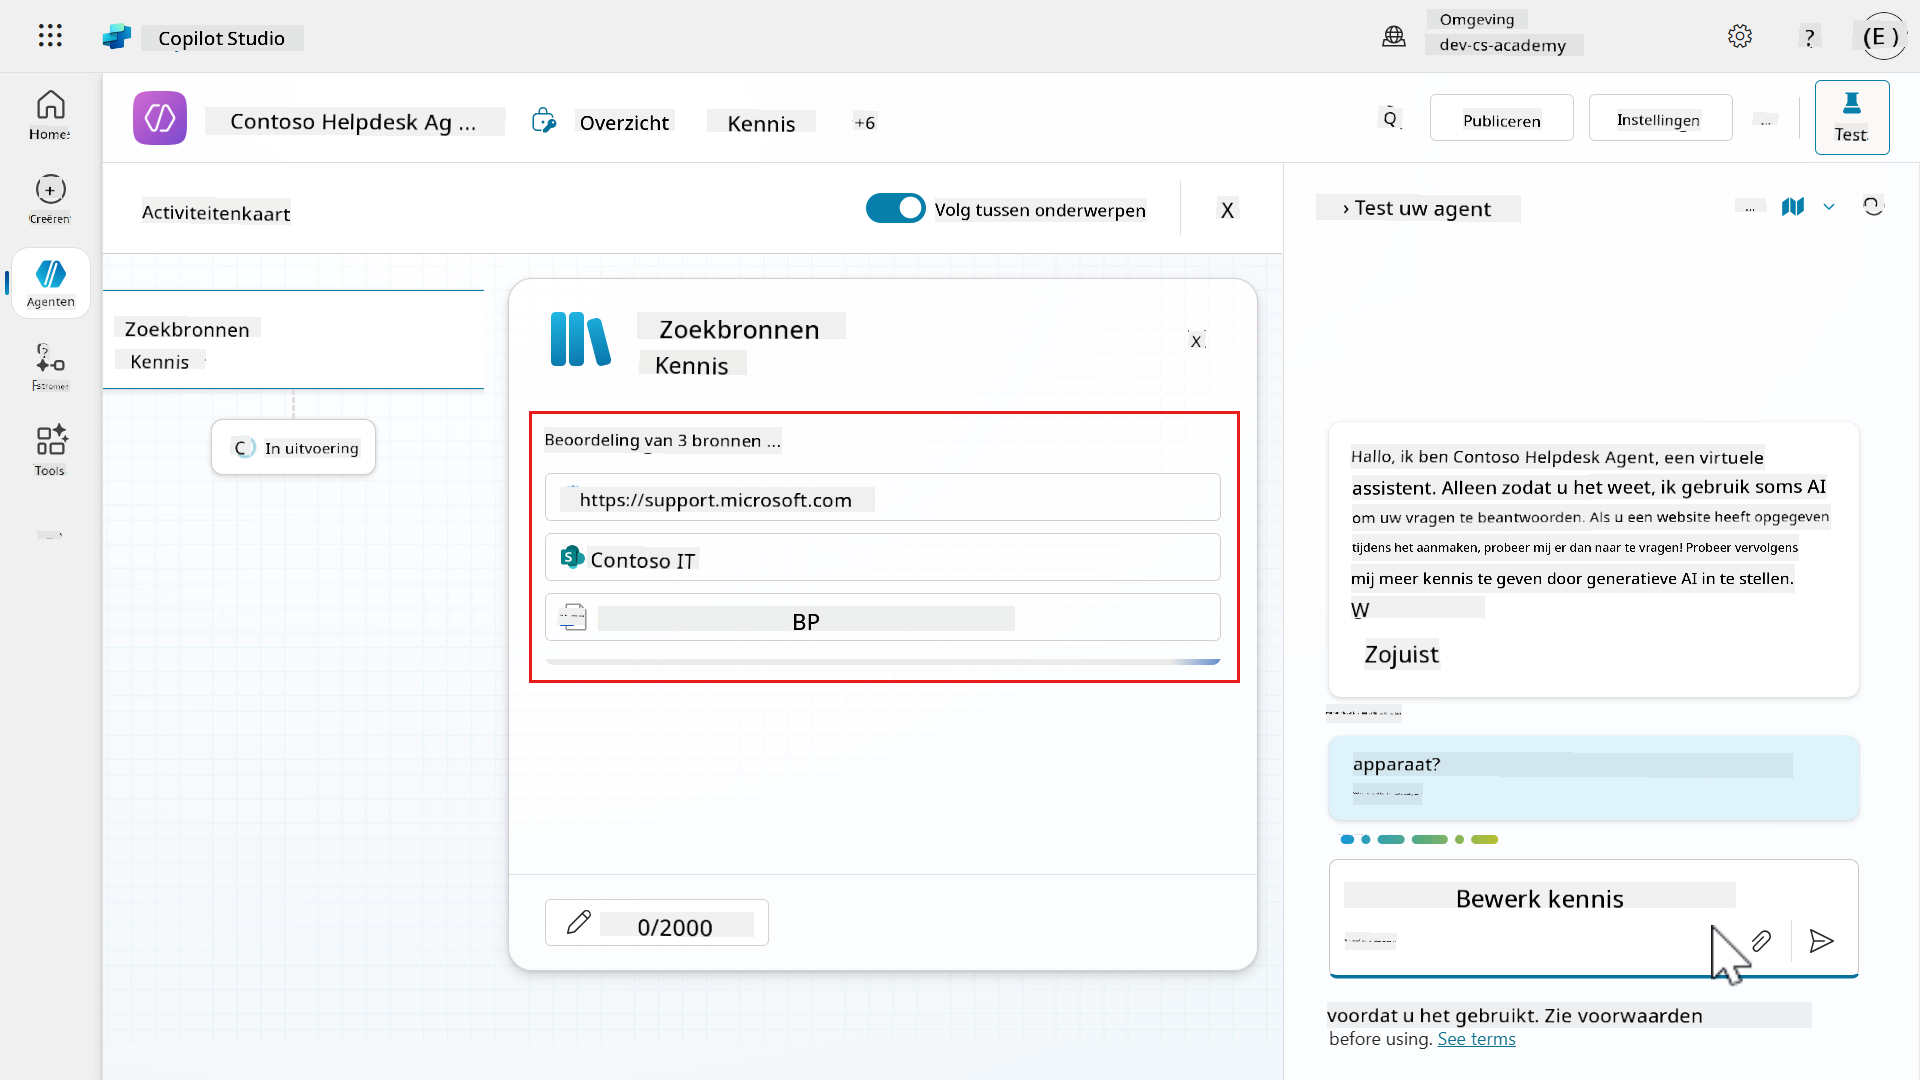 Copilot Studio
Omgeving
dev-cs-academy
?
(E )
Home:
Contoso Helpdesk Ag ...
Overzicht
Kennis
+6
Q
Publiceren
Instellingen
...
Test
Creëren
Activiteitenkaart
Volg tussen onderwerpen
X
› Test uw agent
...
Agenten
Zoekbronnen
Kennis
C In uitvoering
Tools
Zoekbronnen
Kennis
X
Beoordeling van 3 bronnen ...
https://support.microsoft.com
Contoso IT
BP
0/2000
Hallo, ik ben Contoso Helpdesk Agent, een virtuele
assistent. Alleen zodat u het weet, ik gebruik soms AI
om uw vragen te beantwoorden. Als u een website heeft opgegeven
tijdens het aanmaken, probeer mij er dan naar te vragen! Probeer vervolgens
mij meer kennis te geven door generatieve AI in te stellen.
W
Zojuist
apparaat?
Bewerk kennis
voordat u het gebruikt. Zie voorwaarden
before using. See terms